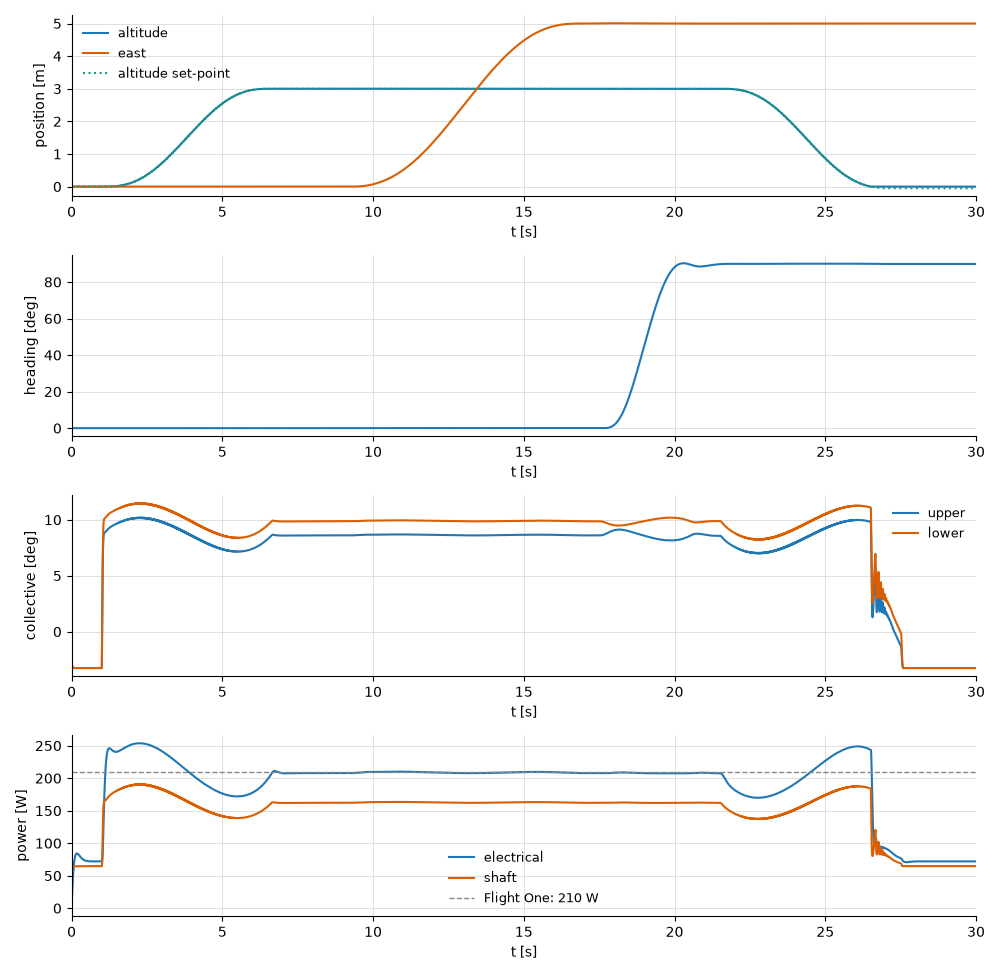 5
4
3
2
1
0
position [m]
altitude
east
altitude set-point
0 5 10 15 20 25 30
t [s]
80
60
40
20
0
heading [deg]
0 5 10 15 20 25 30
t [s]
10
5
0
collective [deg]
upper
lower
0 5 10 15 20 25 30
t [s]
250
200
150
100
50
0
power [W]
electrical
shaft
Flight One: 210 W
0 5 10 15 20 25 30
t [s]